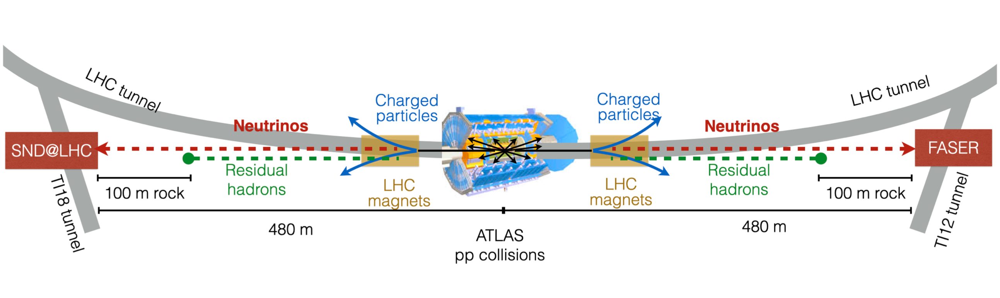 LHC tunnel
Neutrinos
Charged
particles
SND@LHC
Residual
hadrons
LHC
magnets
100 m rock
TI18 tunnel
480 m
ATLAS
pp collisions
Charged
particles
Neutrinos
LHC tunnel
FASER
Residual
hadrons
LHC
magnets
100 m rock
TI12 tunnel
480 m